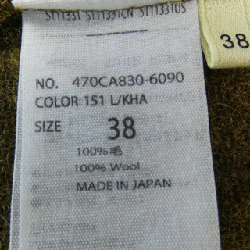 NO. 470CA830-6090
COLOR 151 L/KHA
SIZE 38
100%毛
100% Wool
MADE IN JAPAN
38